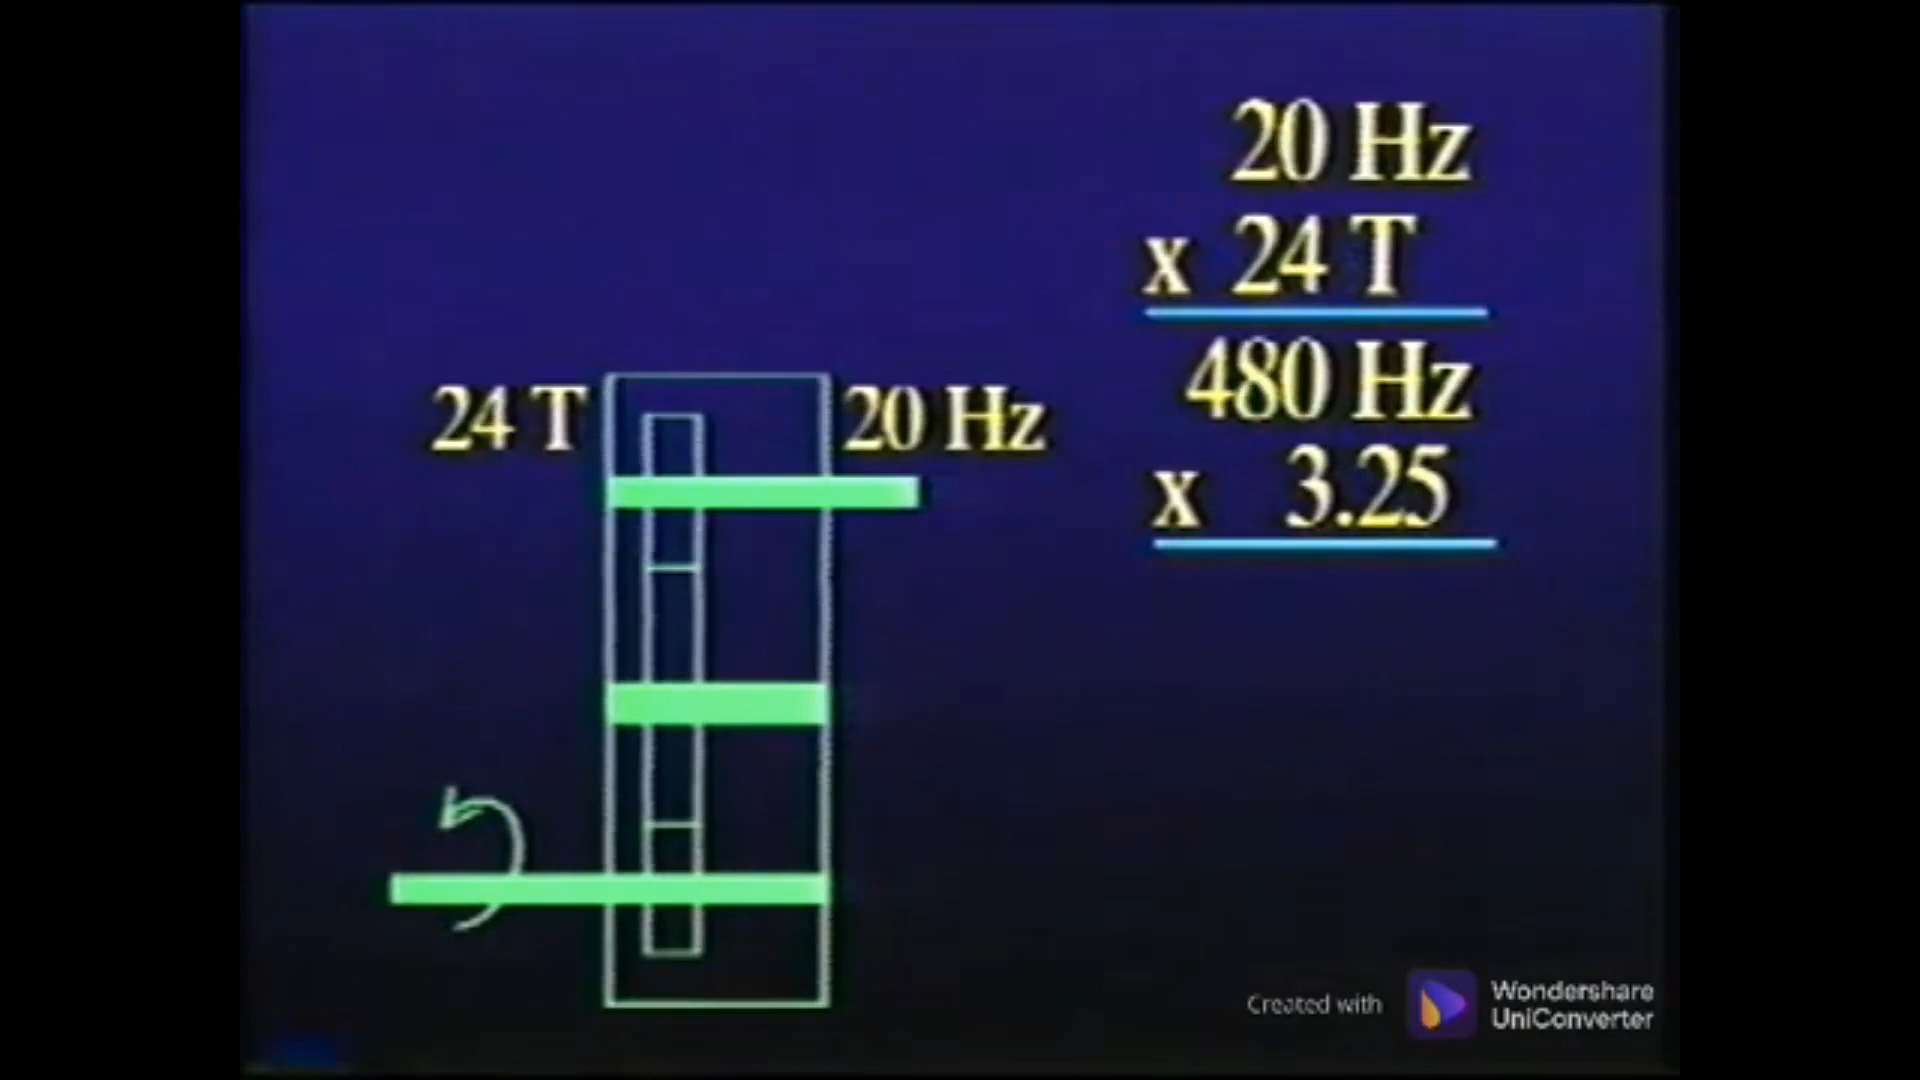 20 Hz
x 24 T
480 Hz
x 3.25
24 T
20 Hz
Created with
Wondershare
UniConverter